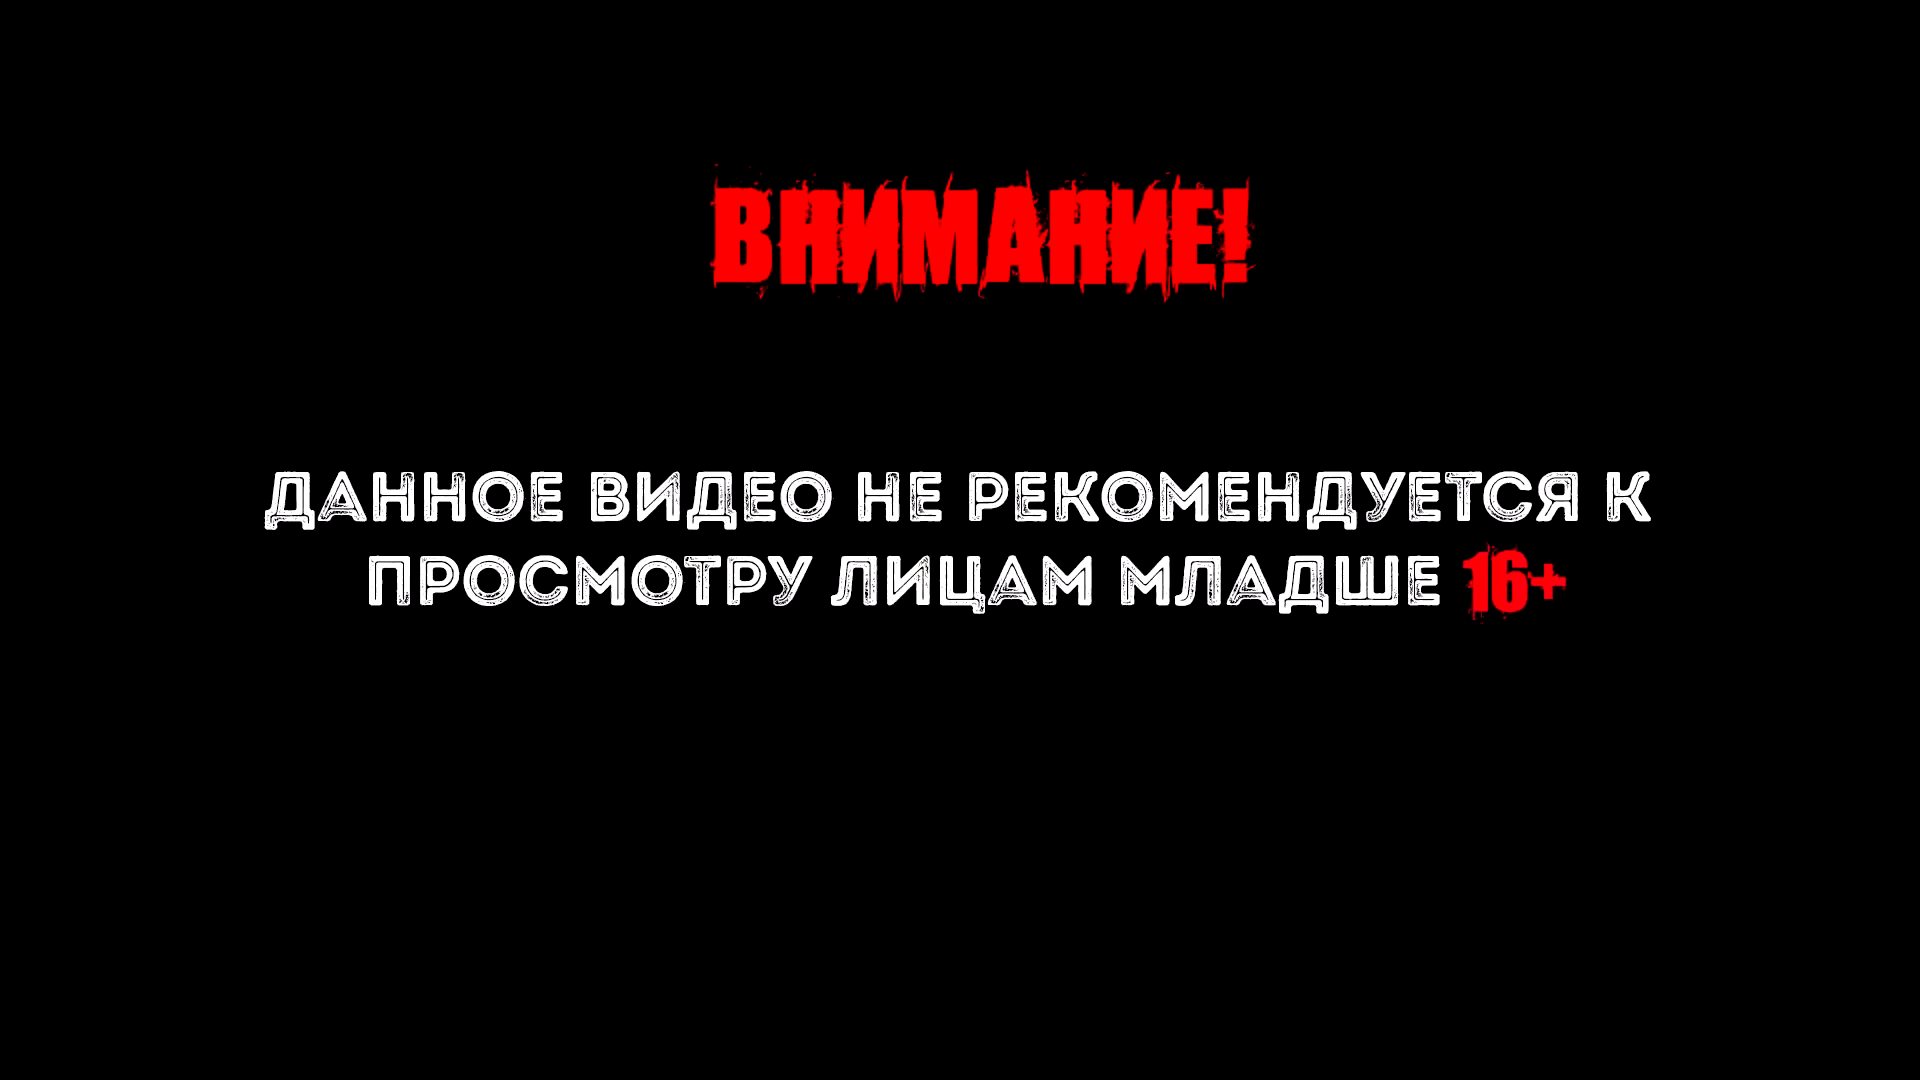 ВНИМАНИЕ!
ДАННОЕ ВИДЕО НЕ РЕКОМЕНДУЕТСЯ К
ПРОСМОТРУ ЛИЦАМ МЛАДШЕ 16+